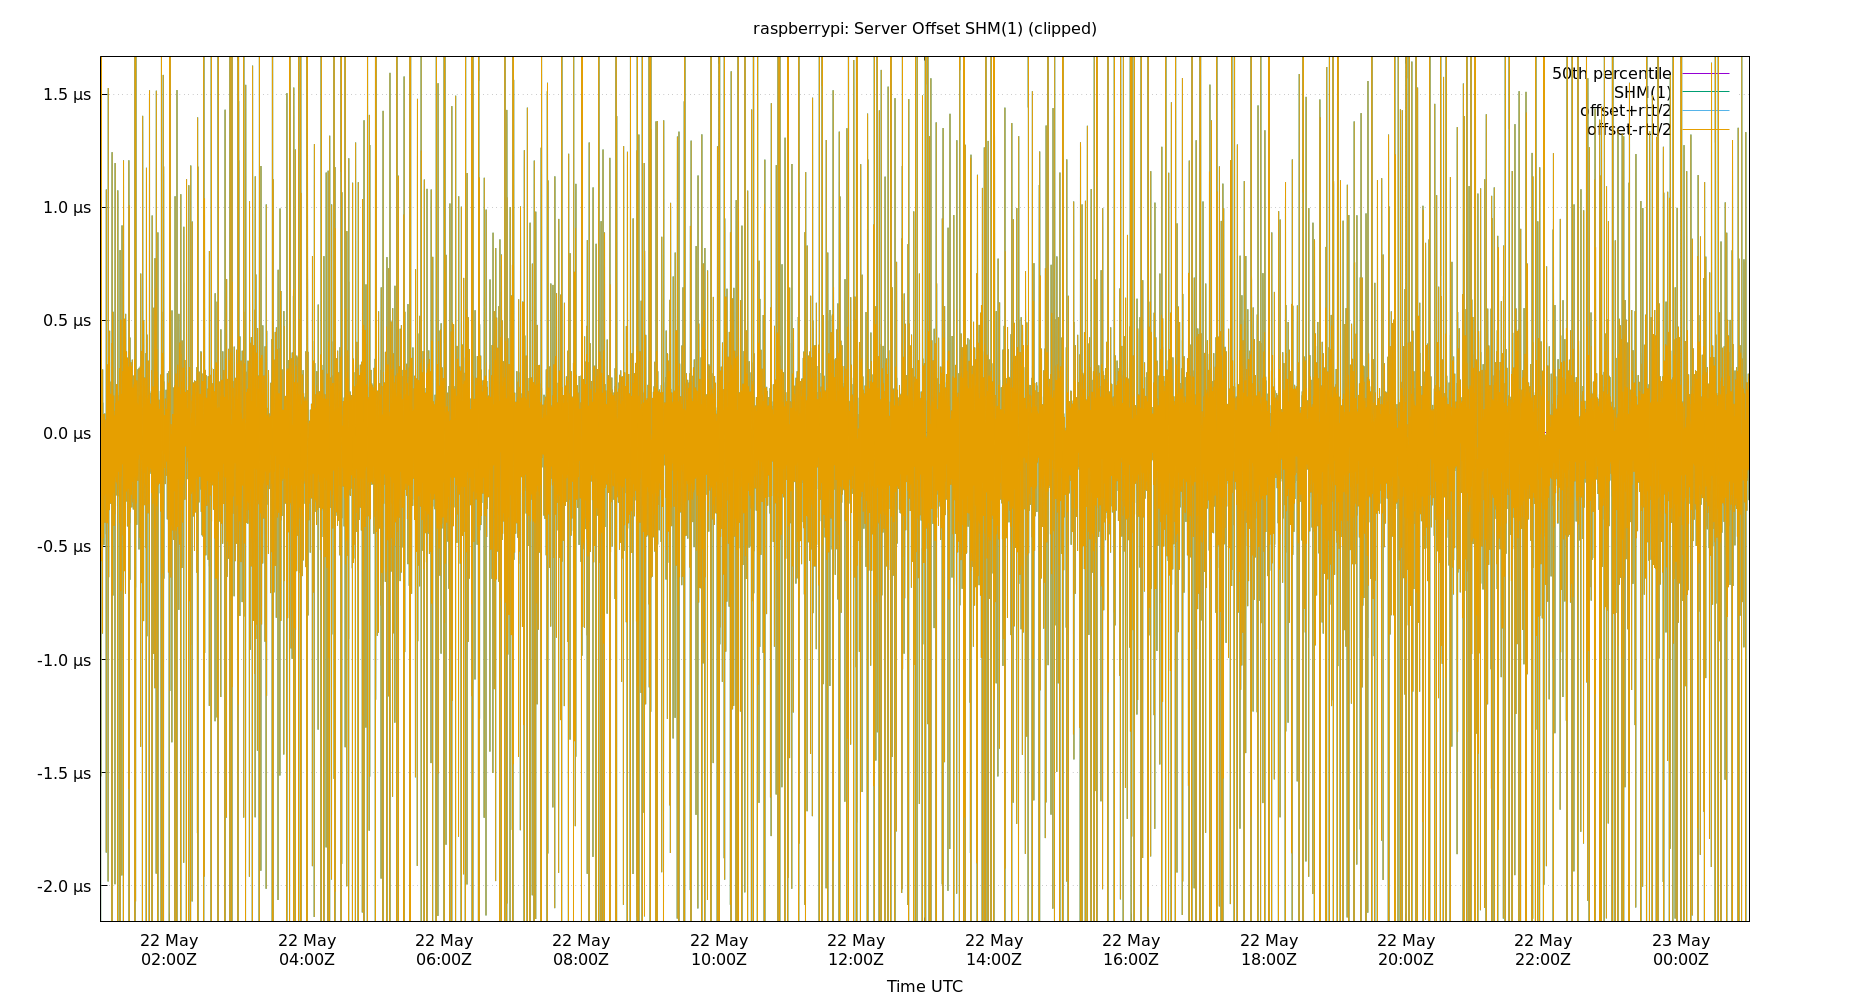 raspberrypi: Server Offset SHM(1) (clipped)
50th percentile
SHM(1)
offset+rtt/2
offset-rtt/2
1.5 µs
1.0 µs
0.5 µs
0.0 µs
-0.5 µs
-1.0 µs
-1.5 µs
-2.0 µs
22 May 22 May 22 May 22 May 22 May 22 May 22 May 22 May 22 May 22 May 22 May 23 May
02:00Z 04:00Z 06:00Z 08:00Z 10:00Z 12:00Z 14:00Z 16:00Z 18:00Z 20:00Z 22:00Z 00:00Z
Time UTC